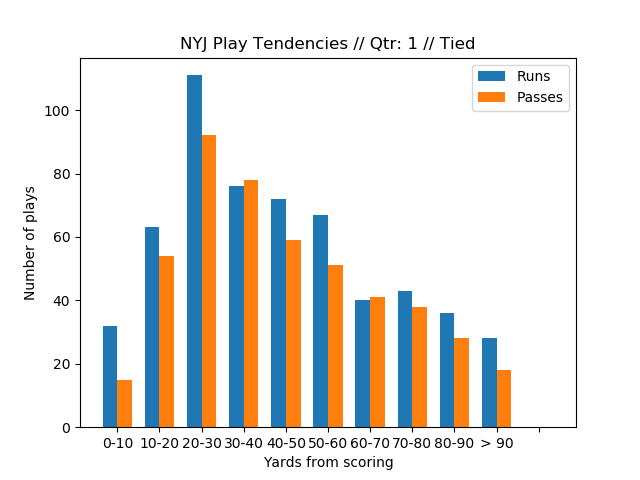 NYJ Play Tendencies // Qtr: 1 // Tied
Runs
Passes
Number of plays
100
80
60
40
20
0
0-10 10-20 20-30 30-40 40-50 50-60 60-70 70-80 80-90 > 90
Yards from scoring